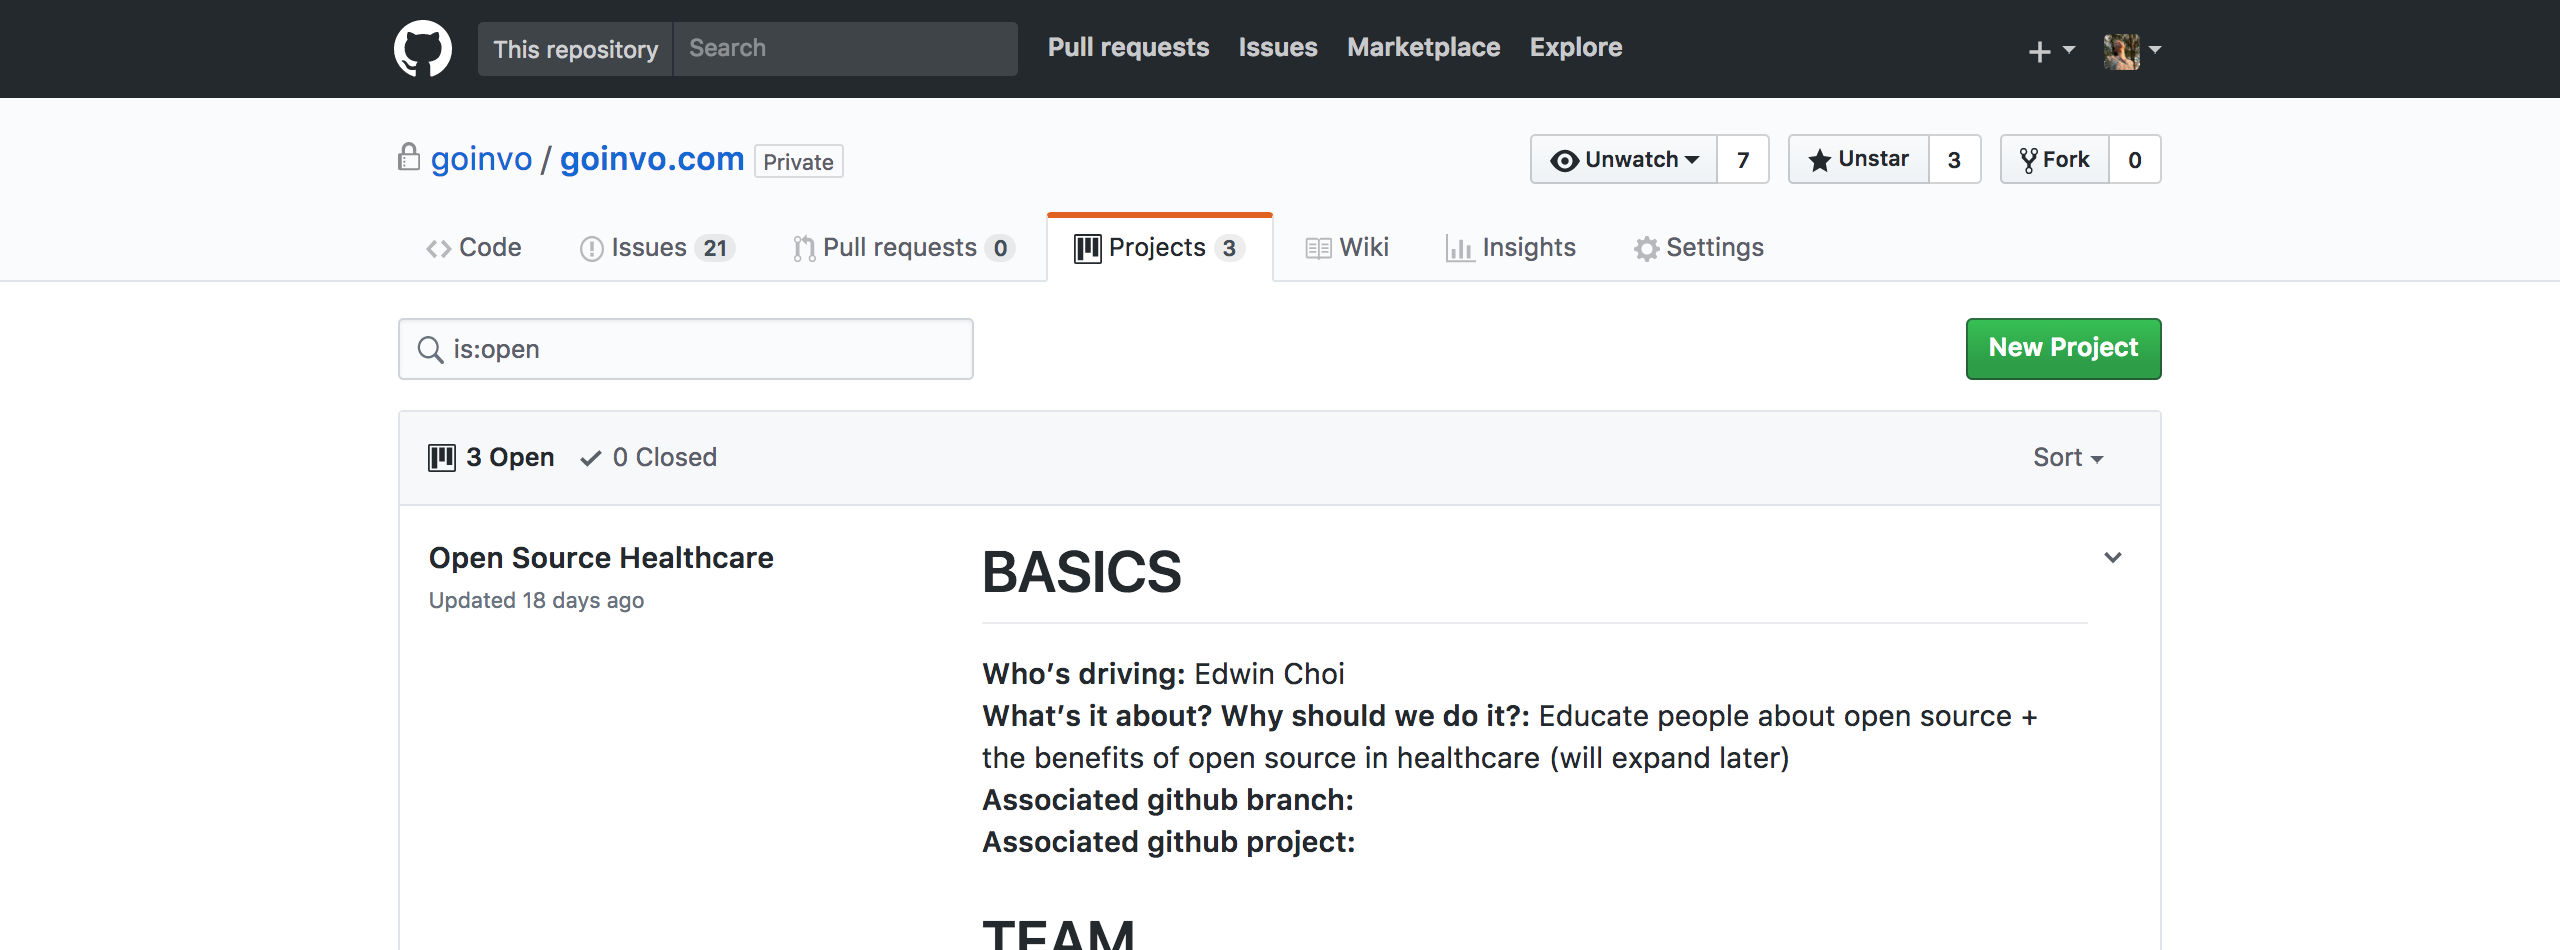 This repository Search Pull requests Issues Marketplace Explore
goinvo / goinvo.com Private Unwatch 7 Unstar 3 Fork 0
Code Issues 21 Pull requests 0 Projects 3 Wiki Insights Settings
is:open New Project
3 Open 0 Closed Sort
Open Source Healthcare
Updated 18 days ago
BASICS
Who’s driving: Edwin Choi
What’s it about? Why should we do it?: Educate people about open source +
the benefits of open source in healthcare (will expand later)
Associated github branch:
Associated github project:
TEAM